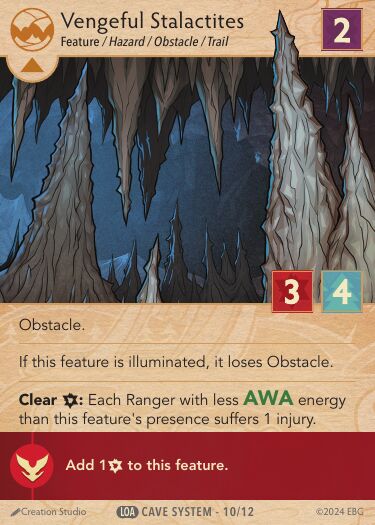 Vengeful Stalactites
2
Feature / Hazard / Obstacle / Trail
3 4
Obstacle.
If this feature is illuminated, it loses Obstacle.
Clear : Each Ranger with less AWA energy
than this feature's presence suffers 1 injury.
Add 1 to this feature.
Creation Studio LOA CAVE SYSTEM - 10/12 ©2024 EBG